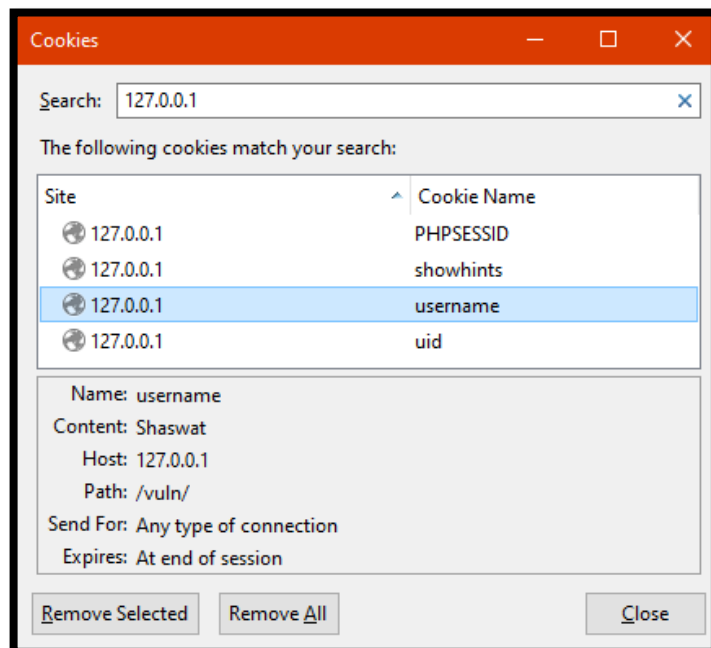 Cookies
Search: 127.0.0.1
The following cookies match your search:
Site Cookie Name
127.0.0.1 PHPSESSID
127.0.0.1 showhints
127.0.0.1 username
127.0.0.1 uid
Name: username
Content: Shaswat
Host: 127.0.0.1
Path: /vuln/
Send For: Any type of connection
Expires: At end of session
Remove Selected Remove All Close